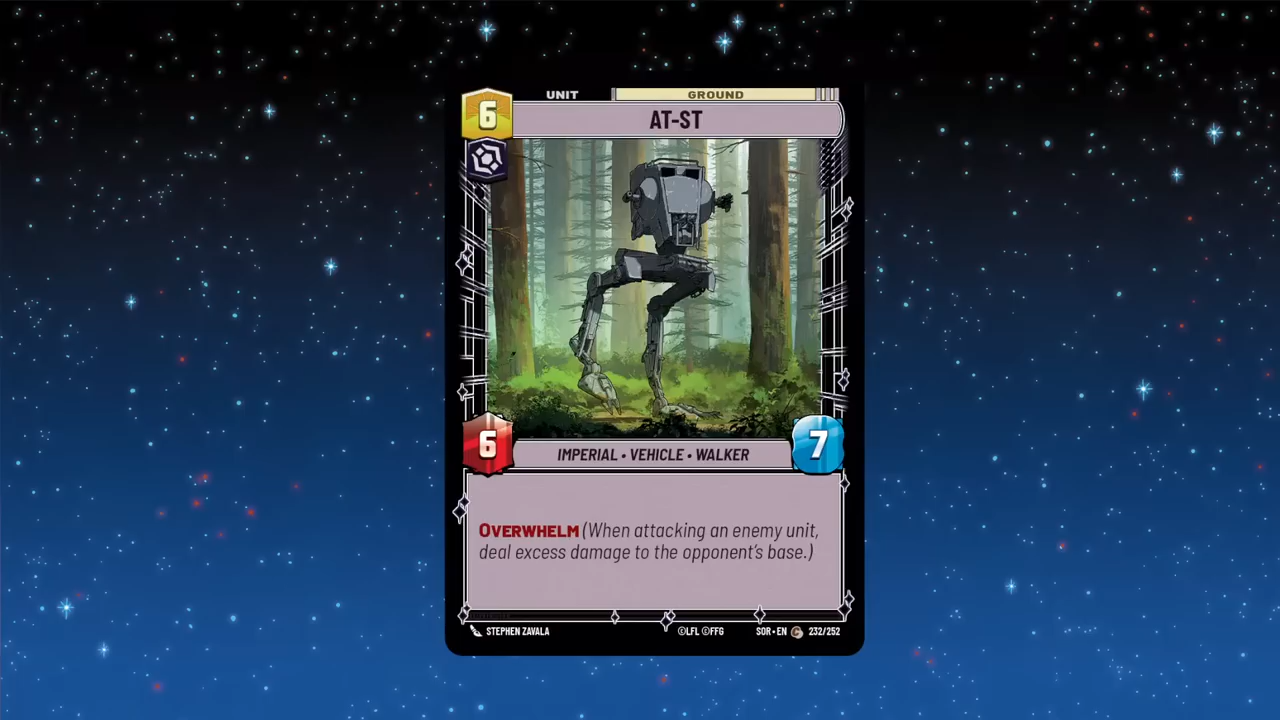 UNIT GROUND
6 AT-ST
6 IMPERIAL • VEHICLE • WALKER 7
OVERWHELM (When attacking an enemy unit,
deal excess damage to the opponent's base.)
STEPHEN ZAVALA ©LFL ©FFG SOR • EN C 232/252